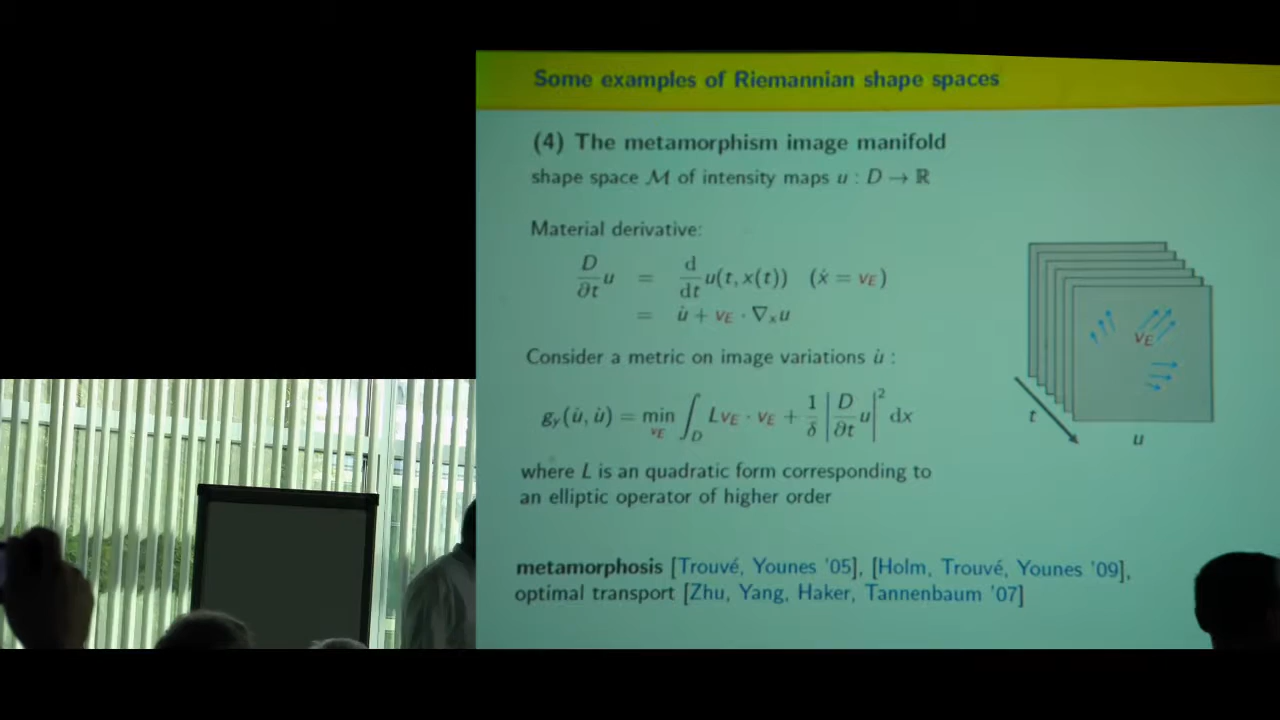 Some examples of Riemannian shape spaces
(4) The metamorphism image manifold
shape space M of intensity maps u : D → ℝ
Material derivative:
D/∂t u = d/dt u(t, x(t)) (ẋ = v_E)
= u̇ + v_E · ∇_x u
Consider a metric on image variations u̇ :
g_y(u̇, u̇) = min_{v_E} ∫_D Lv_E · v_E + 1/δ |D/∂t u|² dx
where L is an quadratic form corresponding to
an elliptic operator of higher order
metamorphosis [Trouvé, Younes '05], [Holm, Trouvé, Younes '09],
optimal transport [Zhu, Yang, Haker, Tannenbaum '07]
v_E
t
u